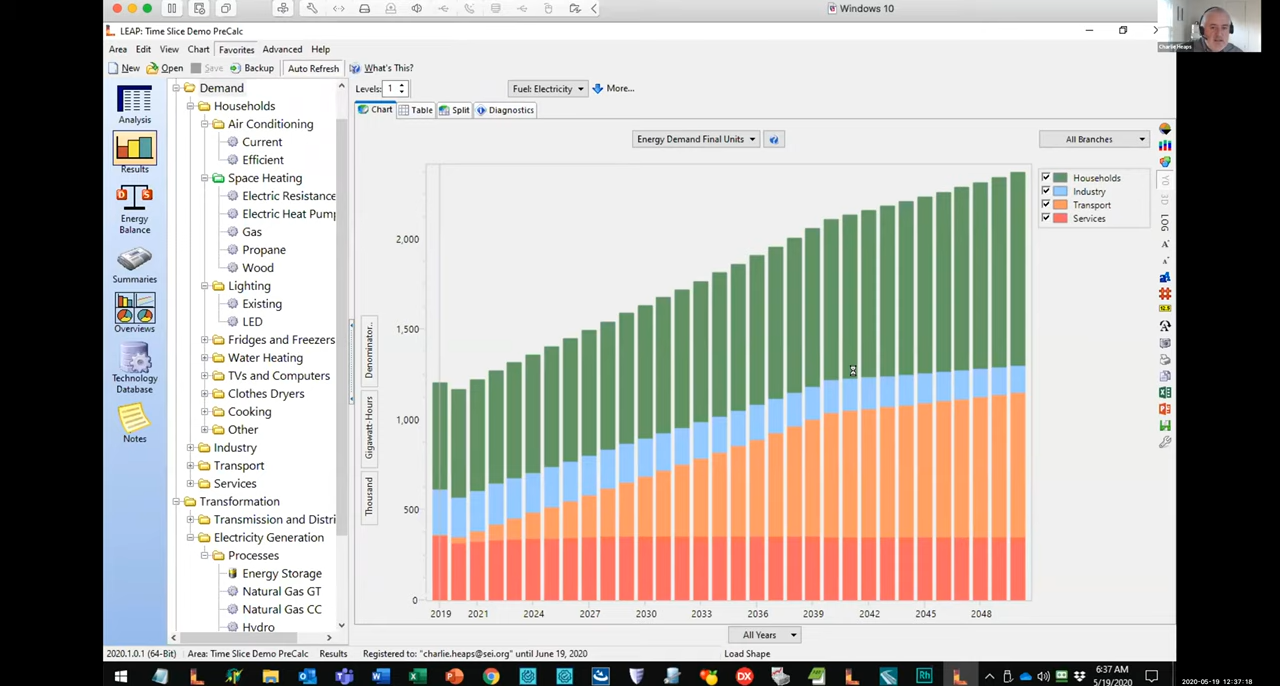 Windows 10
LEAP: Time Slice Demo PreCalc
Area Edit View Chart Favorites Advanced Help
New Open Save Backup Auto Refresh What's This?
Charlie Heaps
Analysis
Results
Energy
Balance
Summaries
Overviews
Technology
Database
Notes
Demand
Households
Air Conditioning
Current
Efficient
Space Heating
Electric Resistance
Electric Heat Pump
Gas
Propane
Wood
Lighting
Existing
LED
Fridges and Freezers
Water Heating
TVs and Computers
Clothes Dryers
Cooking
Other
Industry
Transport
Services
Transformation
Transmission and Distri
Electricity Generation
Processes
Energy Storage
Natural Gas GT
Natural Gas CC
Hydro
Levels: 1 Fuel: Electricity More...
Chart Table Split Diagnostics
Energy Demand Final Units
All Branches
Households
Industry
Transport
Services
LOG
Denominator..
Gigawatt-Hours
Thousand
2,000
1,500
1,000
500
0
2019 2021 2024 2027 2030 2033 2036 2039 2042 2045 2048
All Years
2020.1.0.1 (64-Bit) Area: Time Slice Demo PreCalc Results Registered to: "charlie.heaps@sei.org" until June 19, 2020 Load Shape
6:37 AM
5/19/2020
2020-05-19 12:37:18